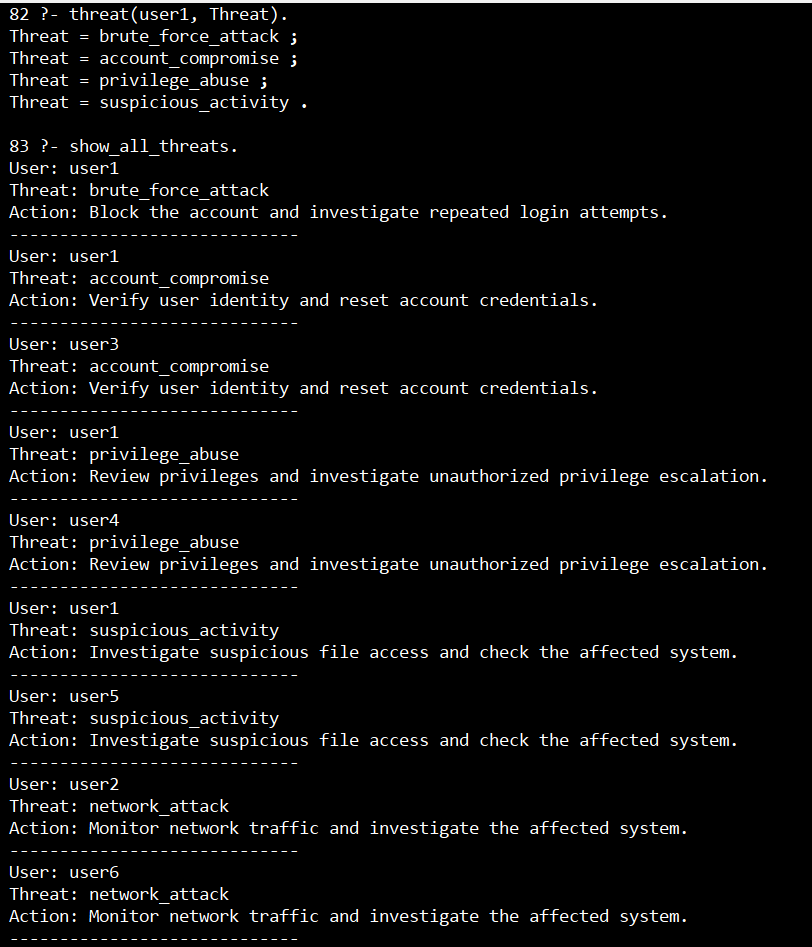 82 ?- threat(user1, Threat).
Threat = brute_force_attack ;
Threat = account_compromise ;
Threat = privilege_abuse ;
Threat = suspicious_activity .
83 ?- show_all_threats.
User: user1
Threat: brute_force_attack
Action: Block the account and investigate repeated login attempts.
-----------------------------
User: user1
Threat: account_compromise
Action: Verify user identity and reset account credentials.
-----------------------------
User: user3
Threat: account_compromise
Action: Verify user identity and reset account credentials.
-----------------------------
User: user1
Threat: privilege_abuse
Action: Review privileges and investigate unauthorized privilege escalation.
-----------------------------
User: user4
Threat: privilege_abuse
Action: Review privileges and investigate unauthorized privilege escalation.
-----------------------------
User: user1
Threat: suspicious_activity
Action: Investigate suspicious file access and check the affected system.
-----------------------------
User: user5
Threat: suspicious_activity
Action: Investigate suspicious file access and check the affected system.
-----------------------------
User: user2
Threat: network_attack
Action: Monitor network traffic and investigate the affected system.
-----------------------------
User: user6
Threat: network_attack
Action: Monitor network traffic and investigate the affected system.
-----------------------------